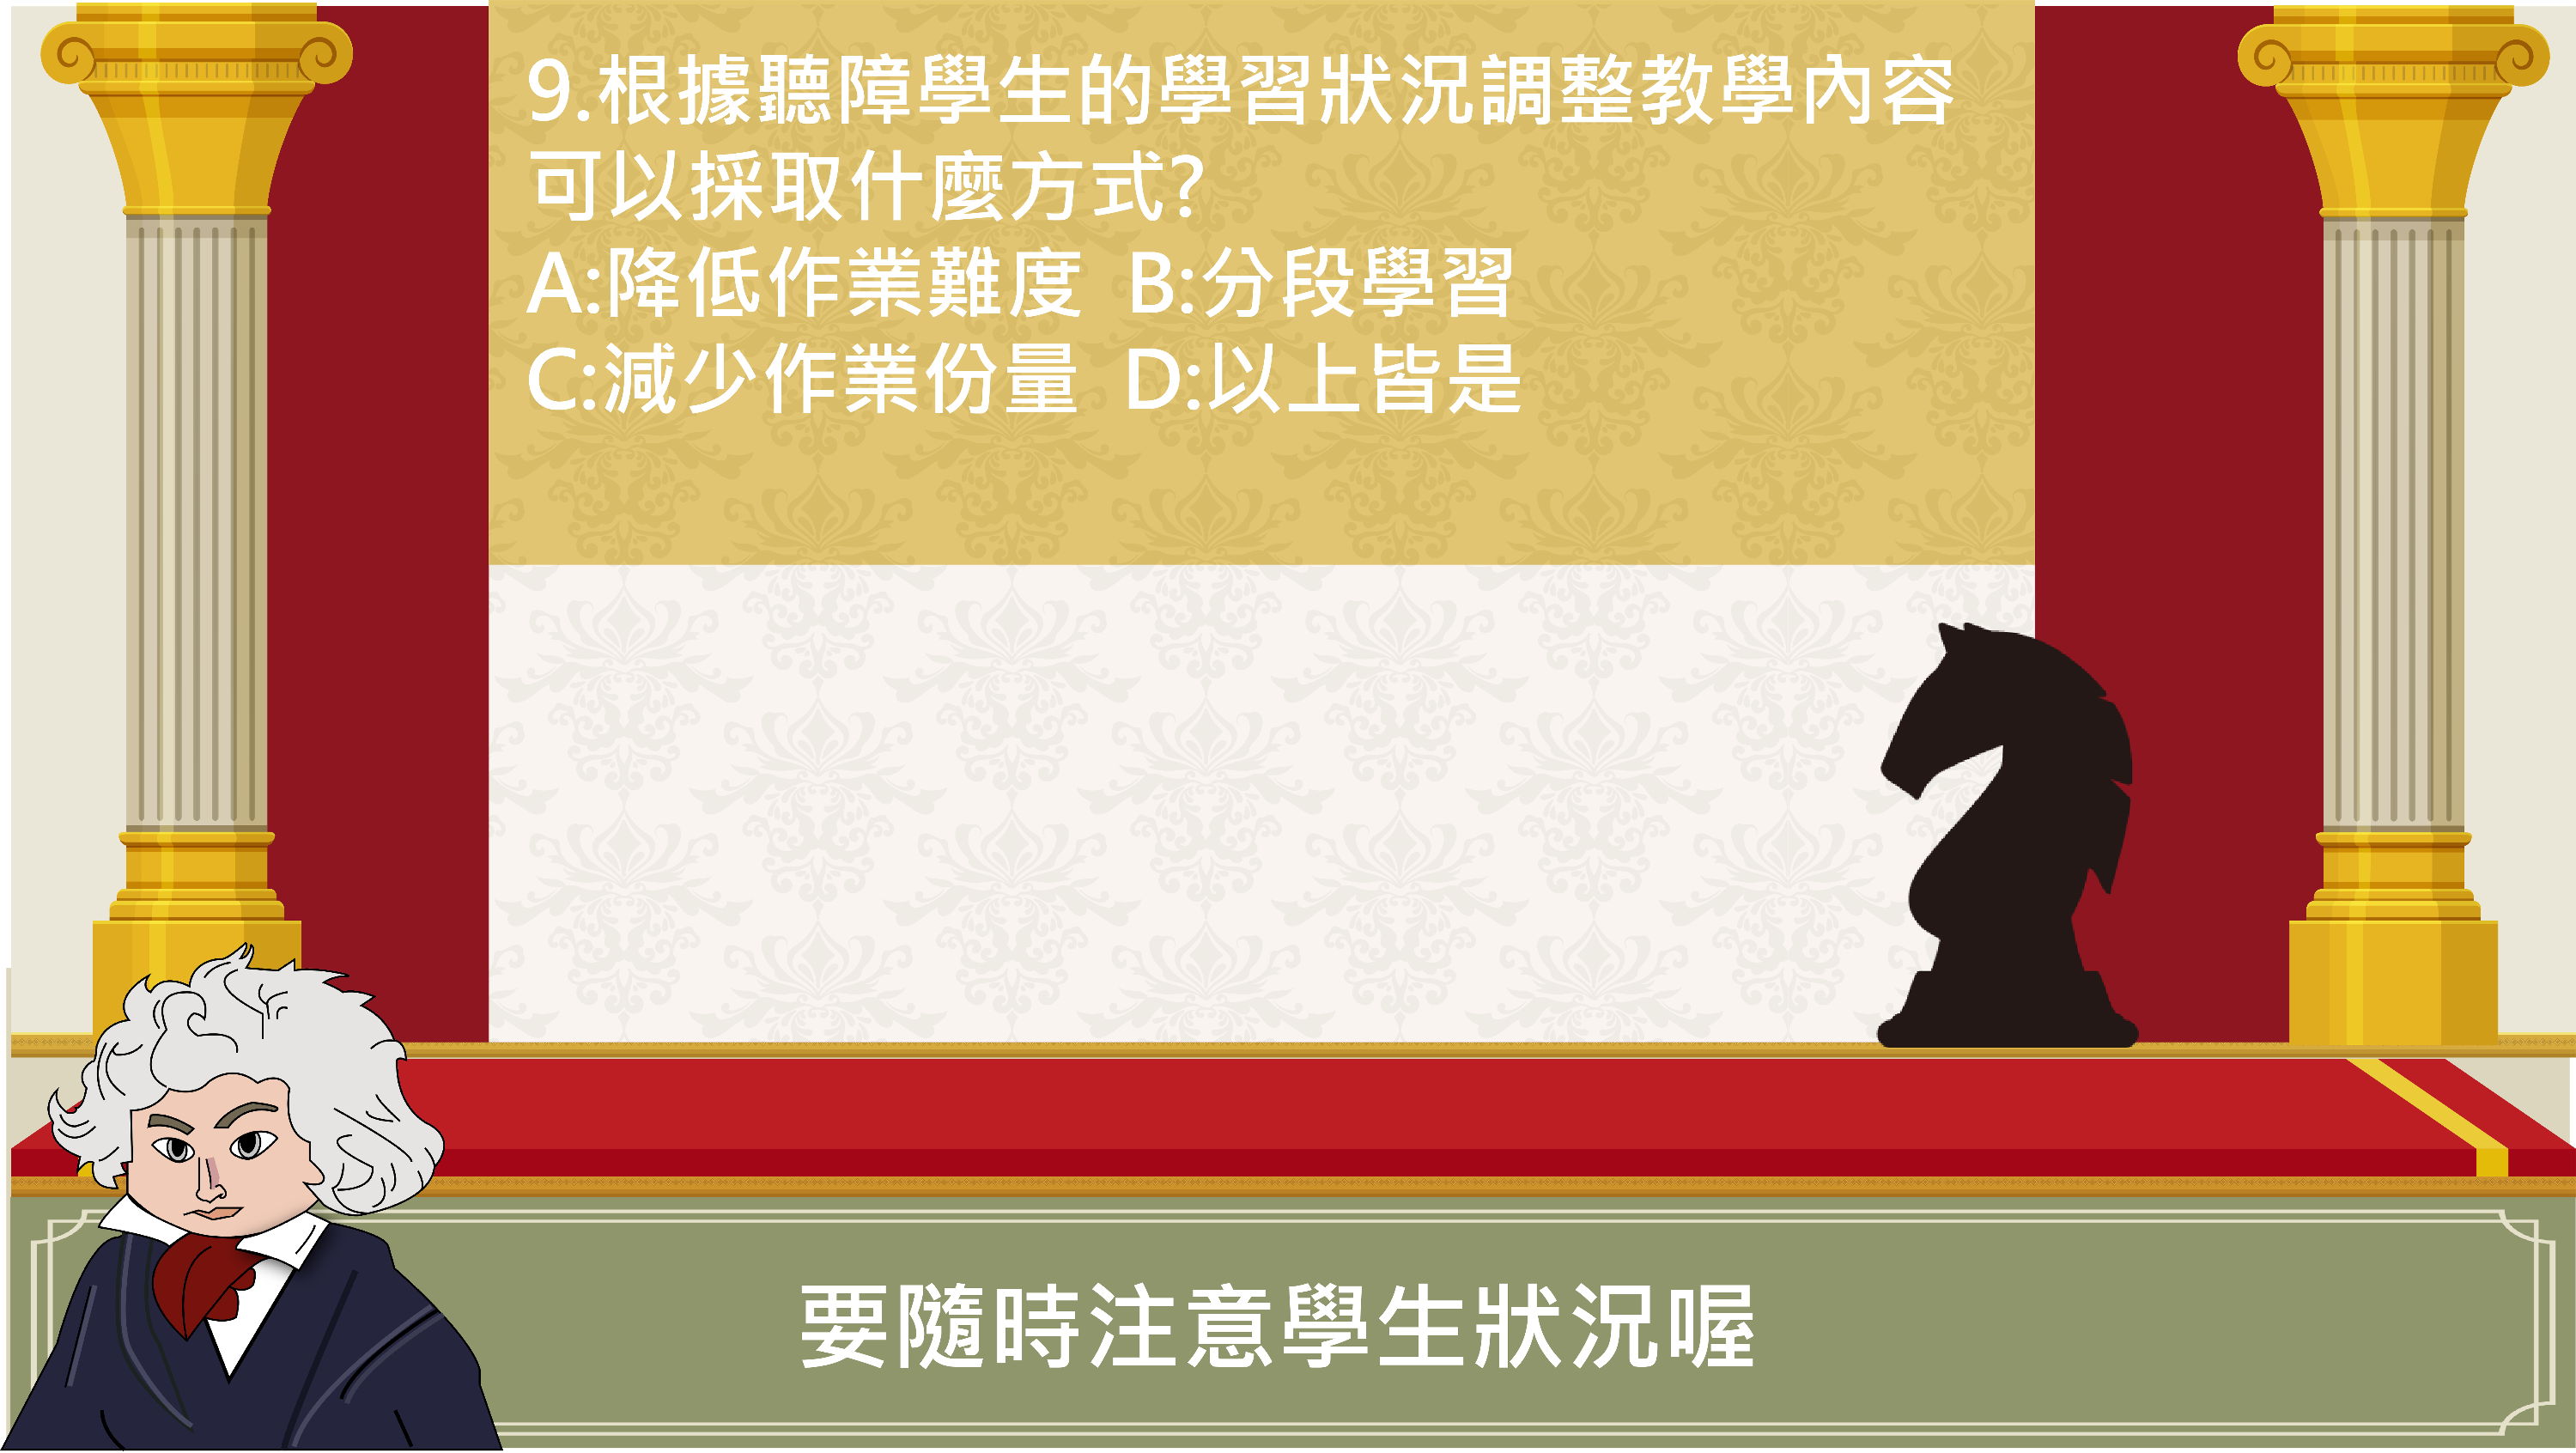 9.根據聽障學生的學習狀況調整教學內容
可以採取什麼方式?
A:降低作業難度 B:分段學習
C:減少作業份量 D:以上皆是
要隨時注意學生狀況喔